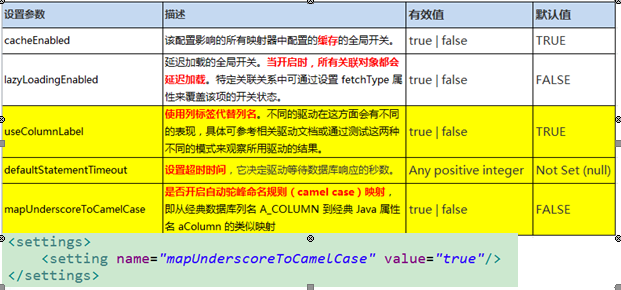 设置参数 描述 有效值 默认值
cacheEnabled 该配置影响的所有映射器中配置的缓存的全局开关。 true | false TRUE
延迟加载的全局开关。当开启时，所有关联对象都会
lazyLoadingEnabled 延迟加载。特定关联关系中可通过设置 fetchType 属 true | false FALSE
性来覆盖该项的开关状态。
使用列标签代替列名。不同的驱动在这方面会有不同
useColumnLabel 的表现，具体可参考相关驱动文档或通过测试这两种 true | false TRUE
不同的模式来观察所用驱动的结果。
defaultStatementTimeout 设置超时时间，它决定驱动等待数据库响应的秒数。 Any positive integer Not Set (null)
是否开启自动驼峰命名规则（camel case）映射，
mapUnderscoreToCamelCase 即从经典数据库列名 A_COLUMN 到经典 Java 属性 true | false FALSE
名 aColumn 的类似映射
<settings>
<setting name="mapUnderscoreToCamelCase" value="true"/>
</settings>